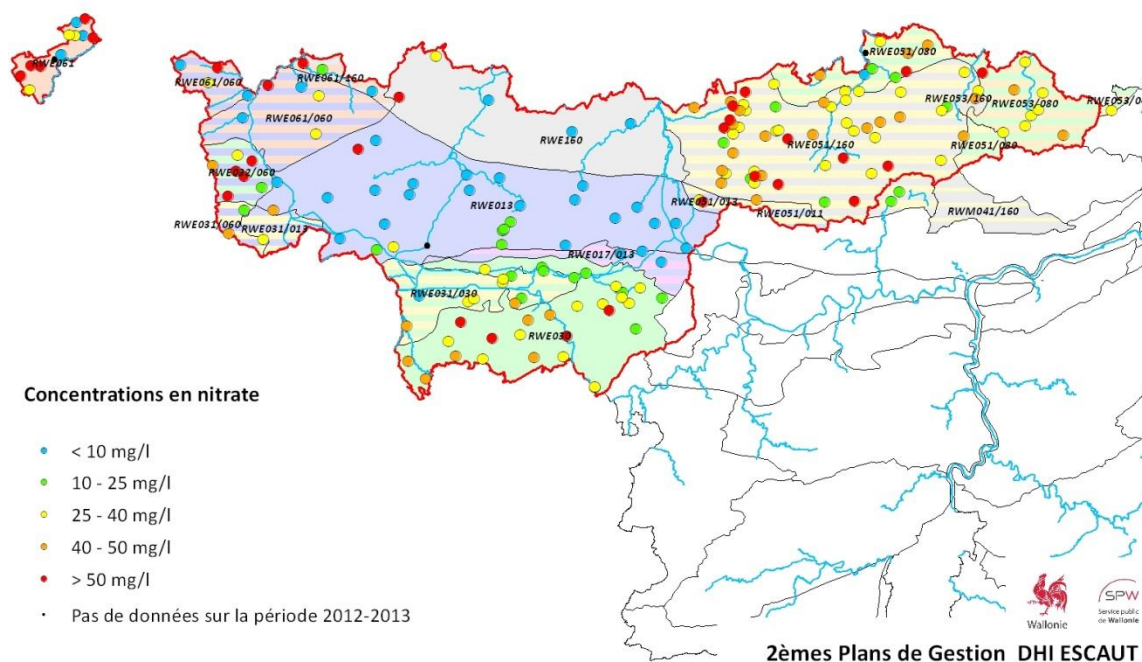 RWE061
RWE061/060
RWE061/160
RWE061/060
RWE160
RWE051/080
RWE053/160
RWE053/080
RWE051/160
RWE051/080
RWE032/060
RWE013
RWE051/013
RWE051/011
RWM041/160
RWE031/060
RWE031/013
RWE017/013
RWE031/030
RWE030
Concentrations en nitrate
< 10 mg/l
10 - 25 mg/l
25 - 40 mg/l
40 - 50 mg/l
> 50 mg/l
Pas de données sur la période 2012-2013
Wallonie
SPW
Service public
de Wallonie
2èmes Plans de Gestion DHI ESCAUT